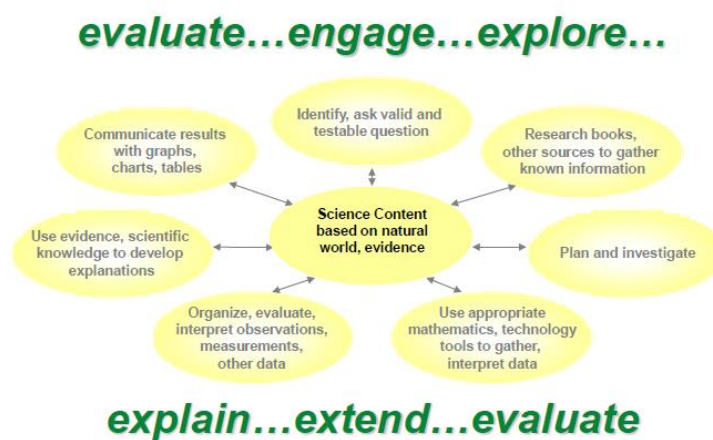 evaluate…engage…explore…
Identify, ask valid and
testable question
Communicate results
with graphs,
charts, tables
Research books,
other sources to gather
known information
Science Content
based on natural
world, evidence
Use evidence, scientific
knowledge to develop
explanations
Plan and investigate
Organize, evaluate,
interpret observations,
measurements,
other data
Use appropriate
mathematics, technology
tools to gather,
interpret data
explain…extend…evaluate